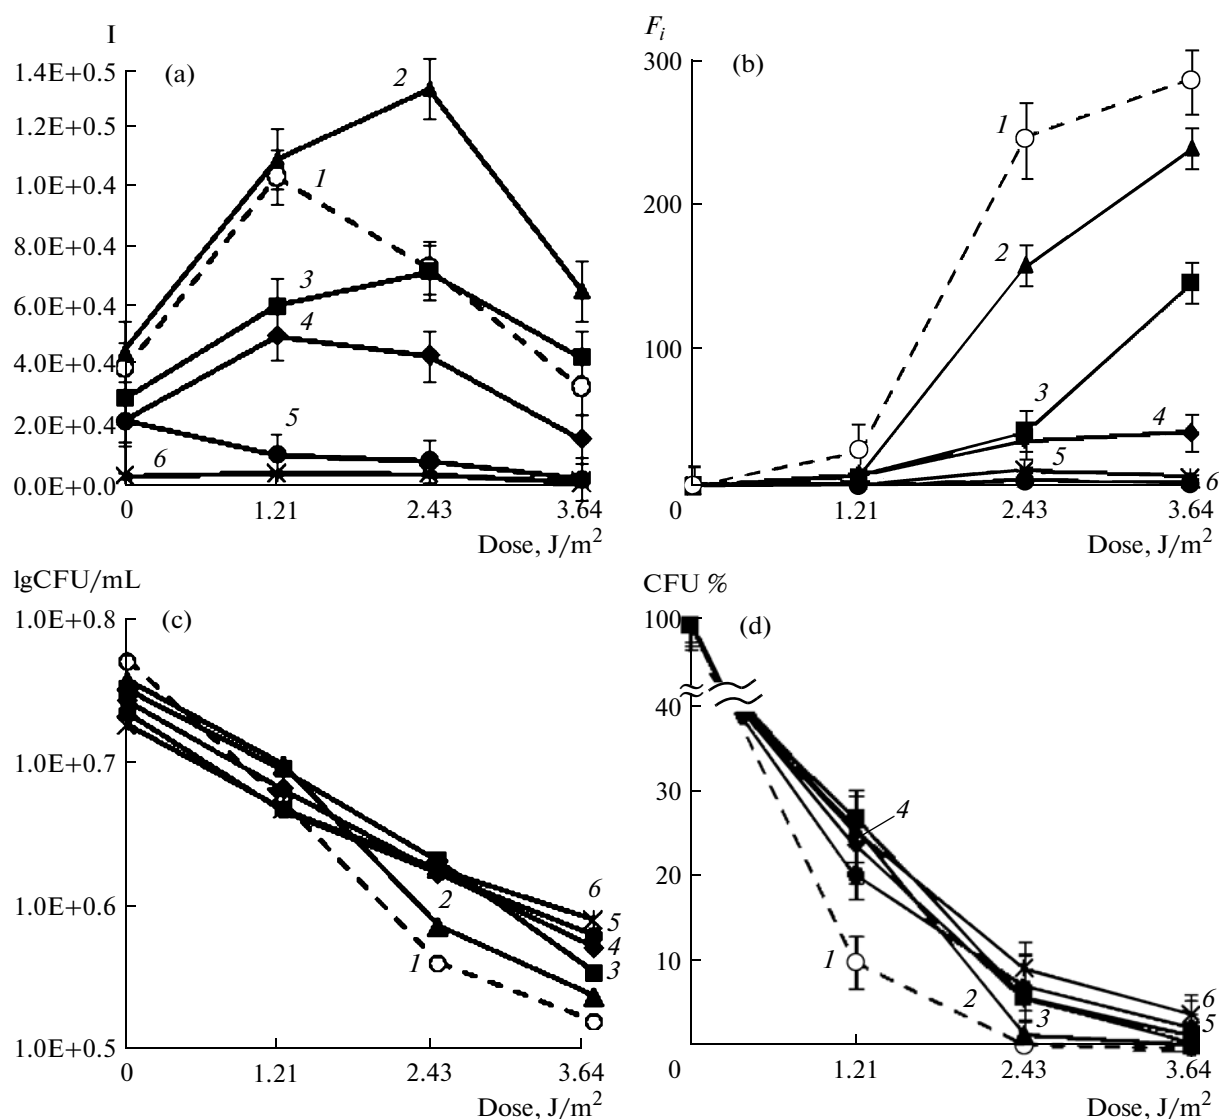 I
(a)
1.4E+0.5
1.2E+0.5
1.0E+0.4
8.0E+0.4
6.0E+0.4
4.0E+0.4
2.0E+0.4
0.0E+0.0
2
1
3
4
5
6
0 1.21 2.43 3.64
Dose, J/m²
F_i
(b)
300
200
100
1
2
3
4
5
6
0 1.21 2.43 3.64
Dose, J/m²
lgCFU/mL
(c)
1.0E+0.8
1.0E+0.7
1.0E+0.6
1.0E+0.5
2
1
6
5
4
3
0 1.21 2.43 3.64
Dose, J/m²
CFU %
(d)
100
40
30
20
10
4
1
2
3
6
5
0 1.21 2.43 3.64
Dose, J/m²